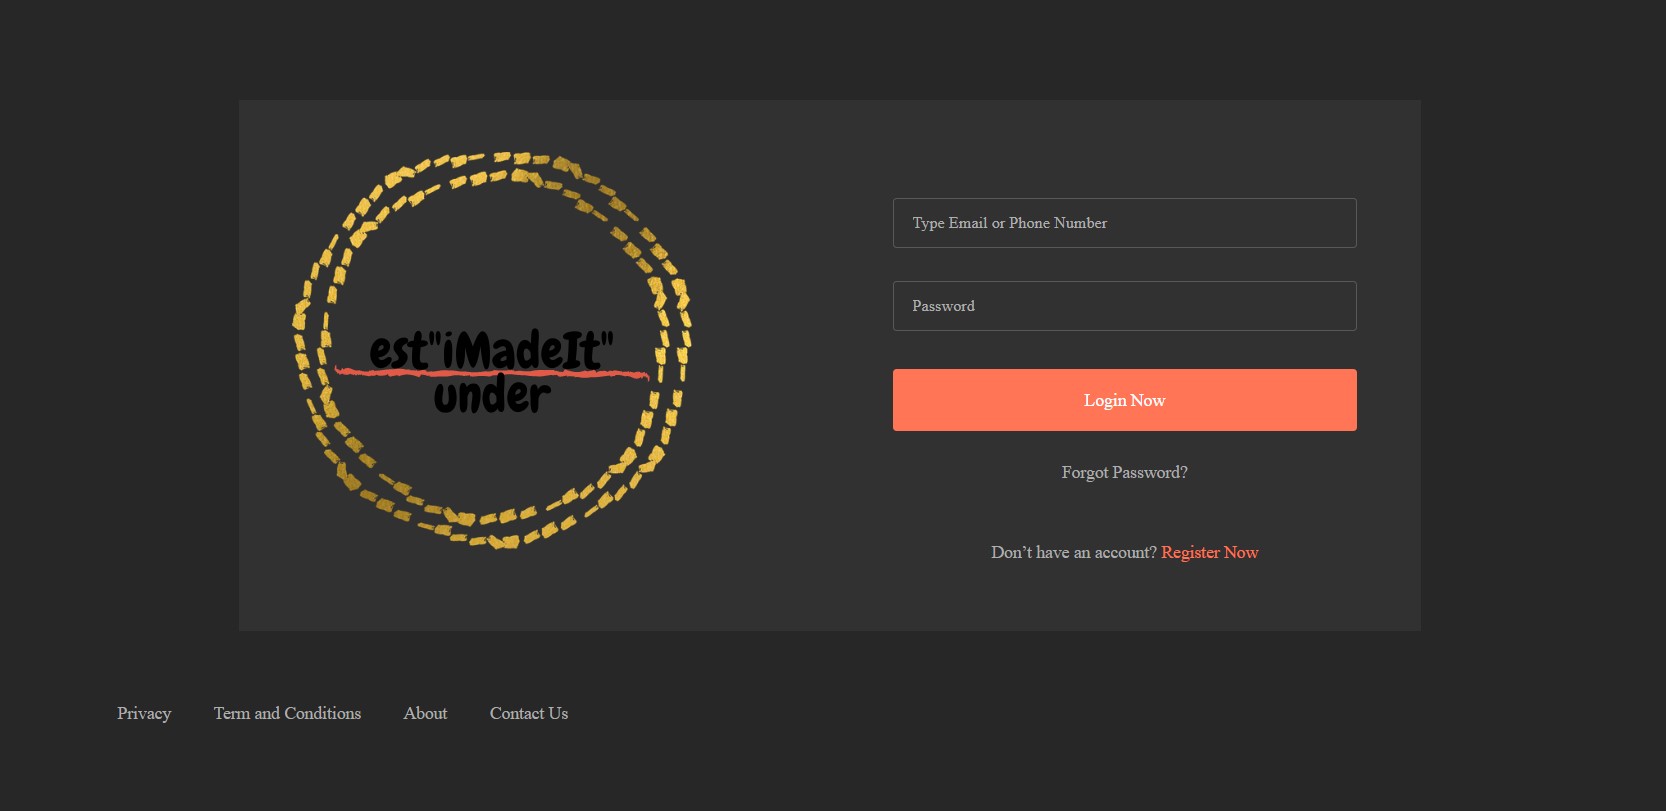 est"iMadeIt"
under
Type Email or Phone Number
Password
Login Now
Forgot Password?
Don’t have an account? Register Now
Privacy Term and Conditions About Contact Us